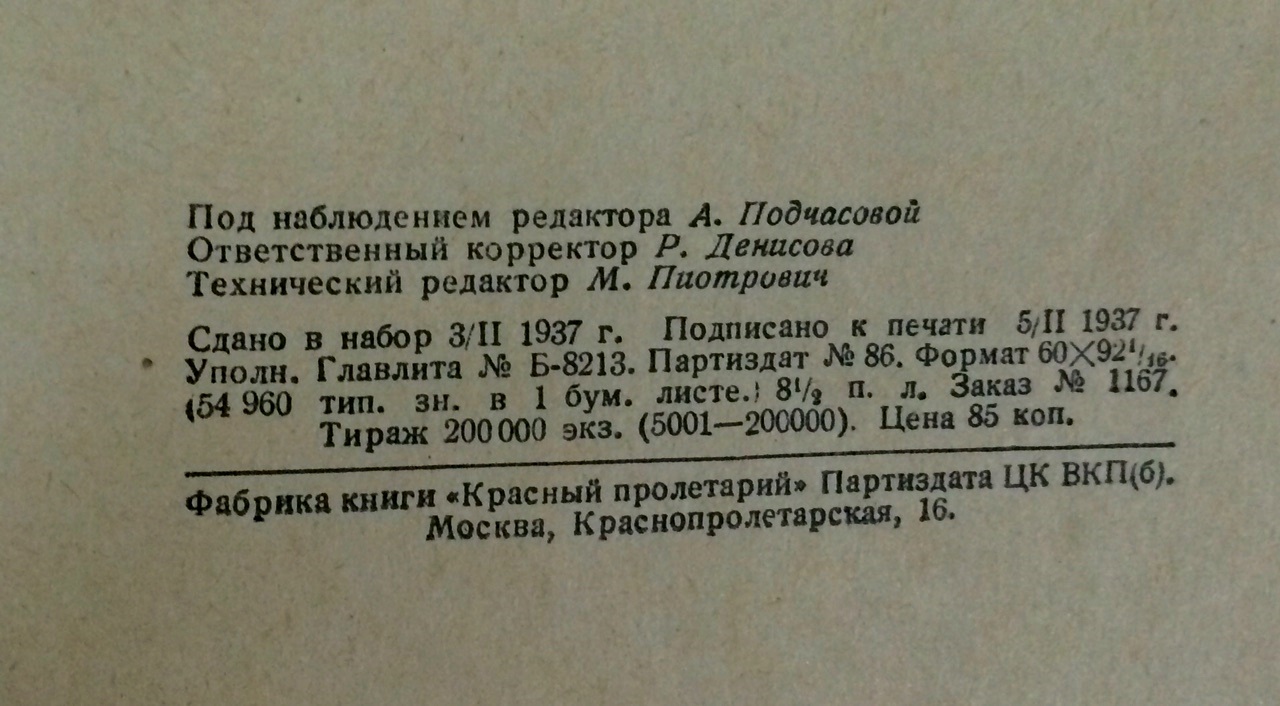 Под наблюдением редактора А. Подчасовой
Ответственный корректор Р. Денисова
Технический редактор М. Пиотрович
Сдано в набор 3/II 1937 г. Подписано к печати 5/II 1937 г.
Уполн. Главлита № Б-8213. Партиздат № 86. Формат 60×92¹/₁₆.
(54 960 тип. зн. в 1 бум. листе.) 8¹/₂ п. л. Заказ № 1167.
Тираж 200 000 экз. (5001—200000). Цена 85 коп.
Фабрика книги «Красный пролетарий» Партиздата ЦК ВКП(б).
Москва, Краснопролетарская, 16.